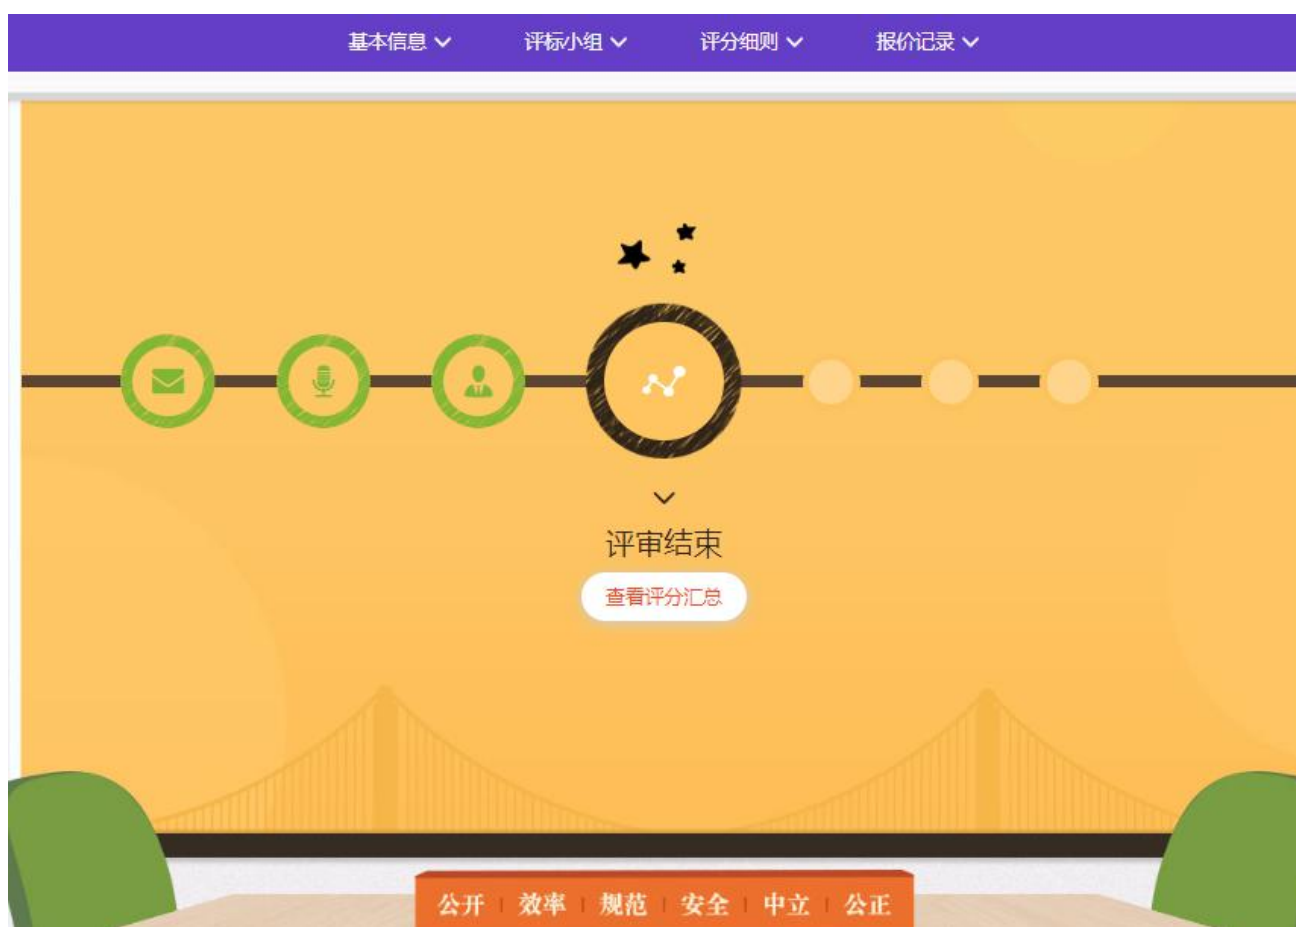 基本信息 评标小组 评分细则 报价记录
评审结束
查看评分汇总
公开 效率 规范 安全 中立 公正